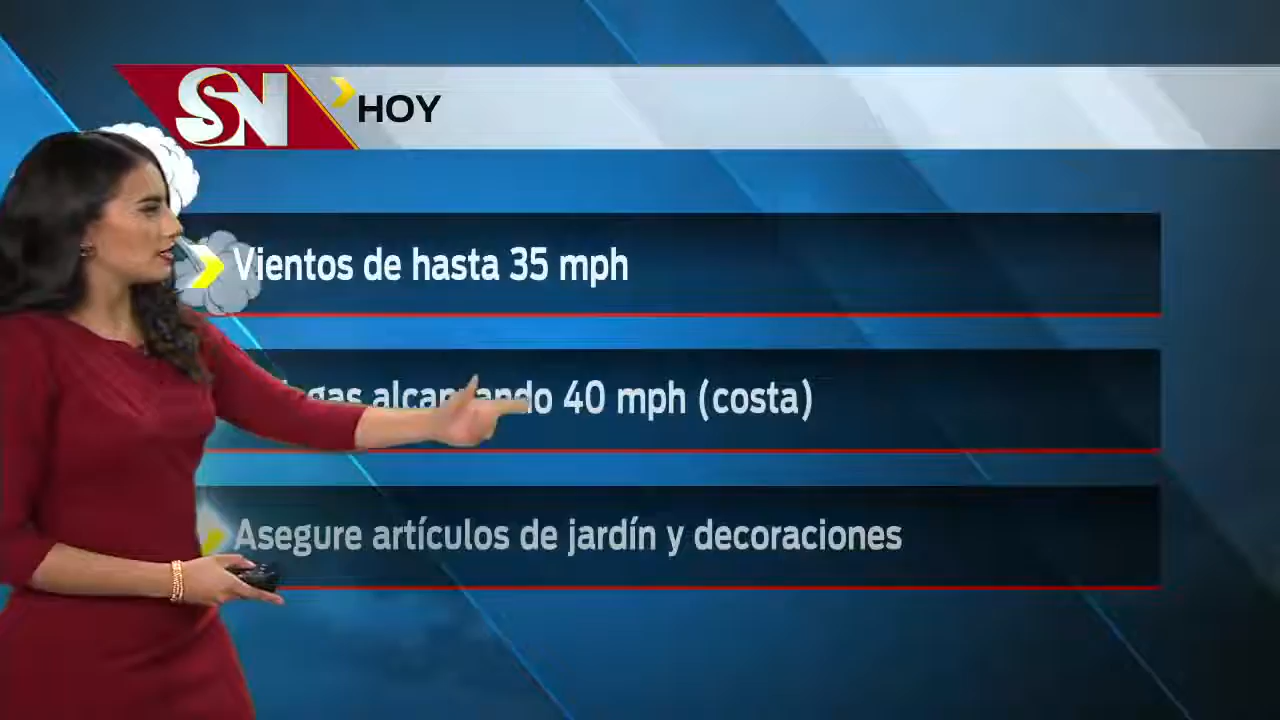 SN
HOY
Vientos de hasta 35 mph
40 mph (costa)
Asegure artículos de jardín y decoraciones